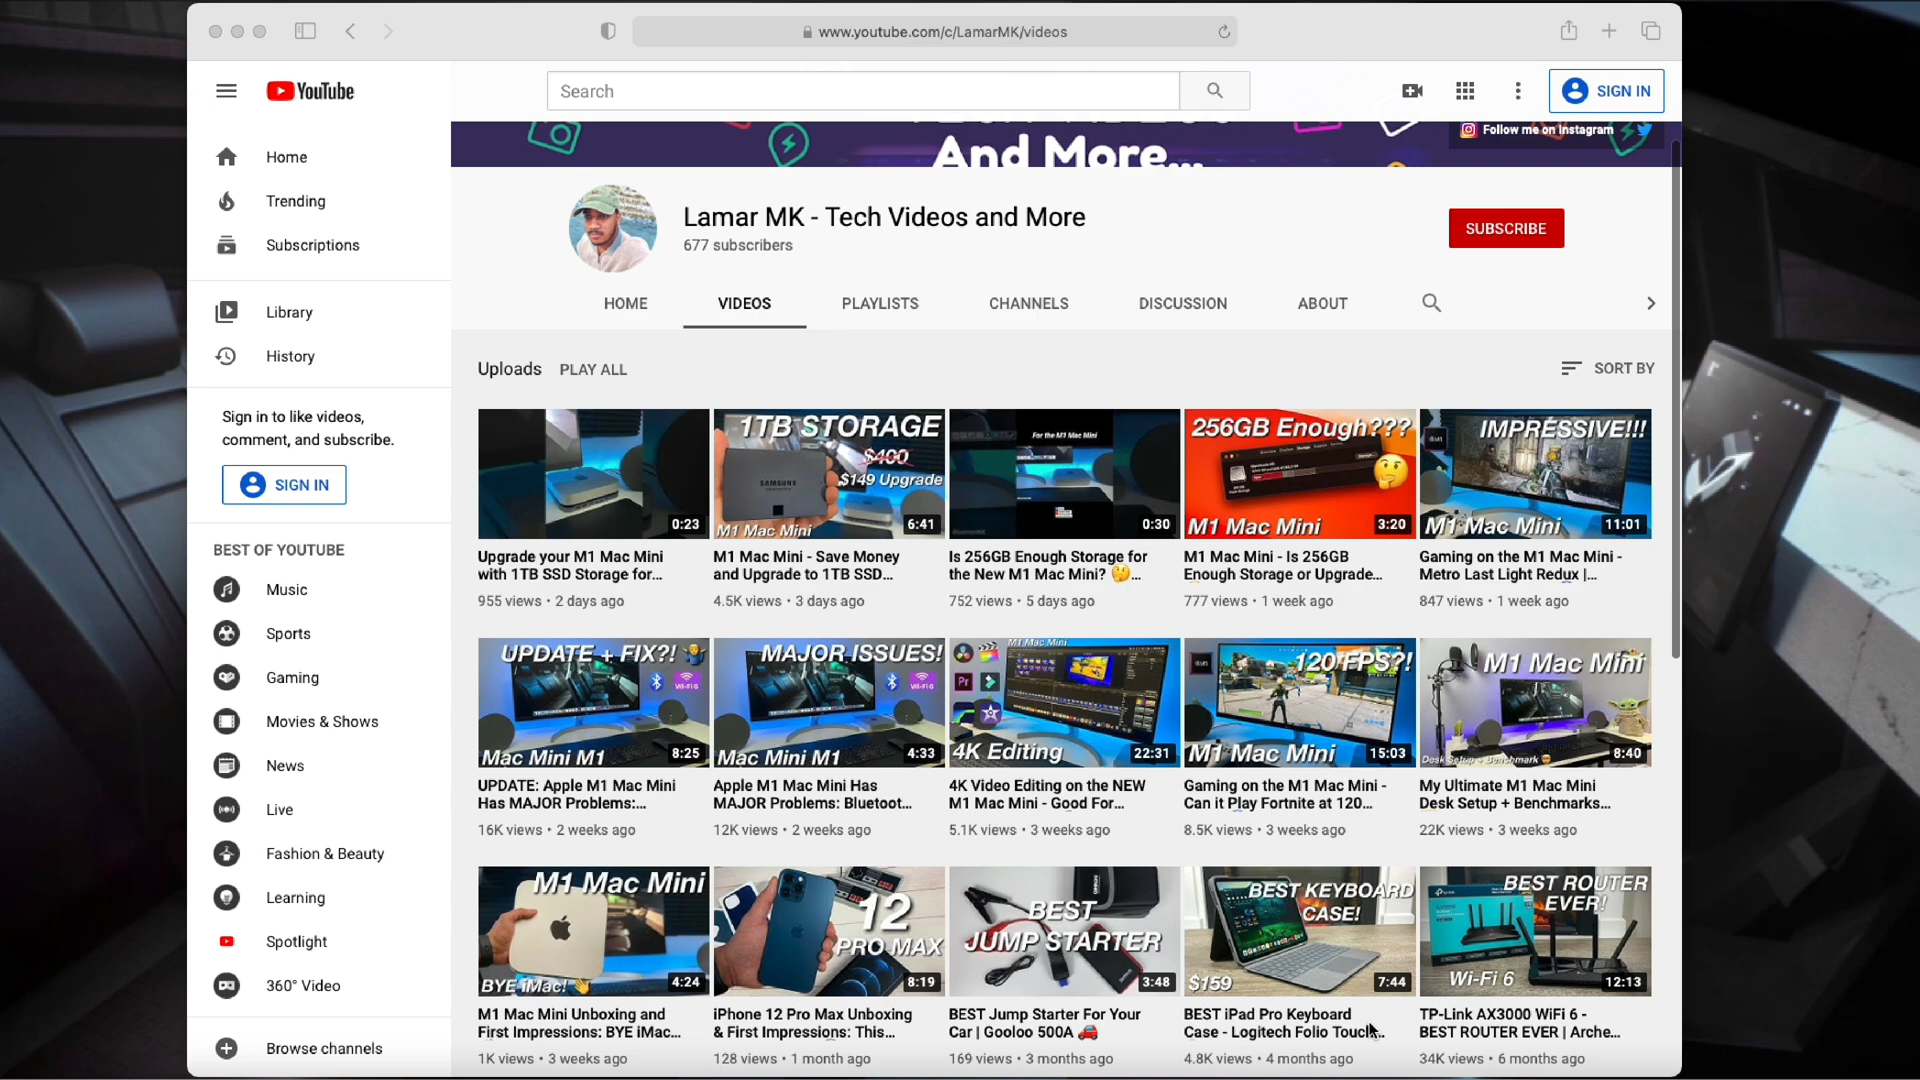 www.youtube.com/c/LamarMK/videos
YouTube
Search
SIGN IN
Home
Trending
Subscriptions
Library
History
Sign in to like videos,
comment, and subscribe.
SIGN IN
BEST OF YOUTUBE
Music
Sports
Gaming
Movies & Shows
News
Live
Fashion & Beauty
Learning
Spotlight
360° Video
Browse channels
And More...
Follow me on Instagram
Lamar MK - Tech Videos and More
677 subscribers
SUBSCRIBE
HOME VIDEOS PLAYLISTS CHANNELS DISCUSSION ABOUT
Uploads PLAY ALL
SORT BY
0:23
Upgrade your M1 Mac Mini
with 1TB SSD Storage for...
955 views • 2 days ago
1TB STORAGE
$400
$149 Upgrade
SAMSUNG
M1 Mac Mini
6:41
M1 Mac Mini - Save Money
and Upgrade to 1TB SSD...
4.5K views • 3 days ago
For the M1 Mac Mini
0:30
Is 256GB Enough Storage for
the New M1 Mac Mini? 🤔...
752 views • 5 days ago
256GB Enough???
M1 Mac Mini
3:20
M1 Mac Mini - Is 256GB
Enough Storage or Upgrade...
777 views • 1 week ago
IMPRESSIVE!!!
M1 Mac Mini
11:01
Gaming on the M1 Mac Mini -
Metro Last Light Redux |...
847 views • 1 week ago
UPDATE + FIX?!
Mac Mini M1
8:25
UPDATE: Apple M1 Mac Mini
Has MAJOR Problems:...
16K views • 2 weeks ago
MAJOR ISSUES!
Mac Mini M1
4:33
Apple M1 Mac Mini Has
MAJOR Problems: Bluetoot...
12K views • 2 weeks ago
M1 Mac Mini
Pr
4K Editing
22:31
4K Video Editing on the NEW
M1 Mac Mini - Good For...
5.1K views • 3 weeks ago
120 FPS?!
M1 Mac Mini
15:03
Gaming on the M1 Mac Mini -
Can it Play Fortnite at 120...
8.5K views • 3 weeks ago
M1 Mac Mini
Desk Setup + Benchmark
8:40
My Ultimate M1 Mac Mini
Desk Setup + Benchmarks...
22K views • 3 weeks ago
M1 Mac Mini
BYE iMac!
4:24
M1 Mac Mini Unboxing and
First Impressions: BYE iMac...
1K views • 3 weeks ago
12
PRO MAX
8:19
iPhone 12 Pro Max Unboxing
& First Impressions: This...
128 views • 1 month ago
BEST
JUMP STARTER
3:48
BEST Jump Starter For Your
Car | Gooloo 500A 🚗
169 views • 3 months ago
BEST KEYBOARD
CASE!
$159
7:44
BEST iPad Pro Keyboard
Case - Logitech Folio Touch...
4.8K views • 4 months ago
BEST ROUTER
EVER!
Wi-Fi 6
12:13
TP-Link AX3000 WiFi 6 -
BEST ROUTER EVER | Arche...
34K views • 6 months ago